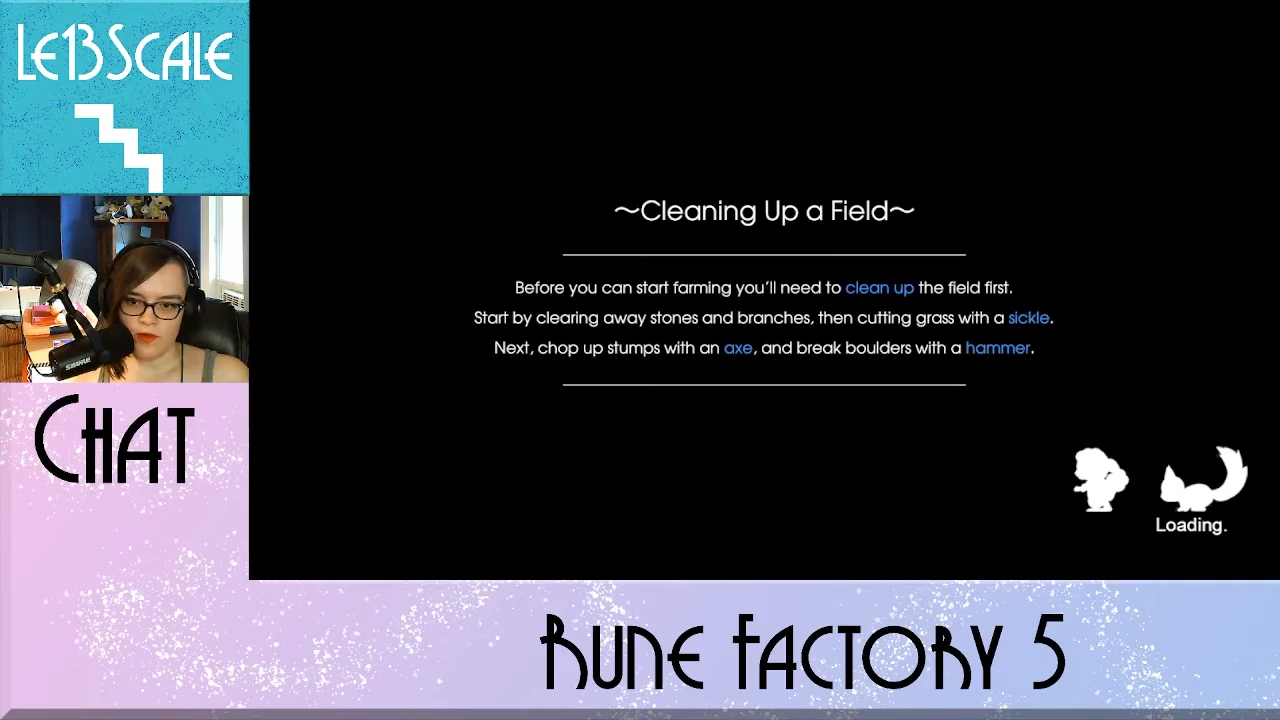 LE13SCALE
~Cleaning Up a Field~
Before you can start farming you'll need to clean up the field first.
Start by clearing away stones and branches, then cutting grass with a sickle.
Next, chop up stumps with an axe, and break boulders with a hammer.
SHURE
CHAT
Loading.
RUNE FACTORY 5